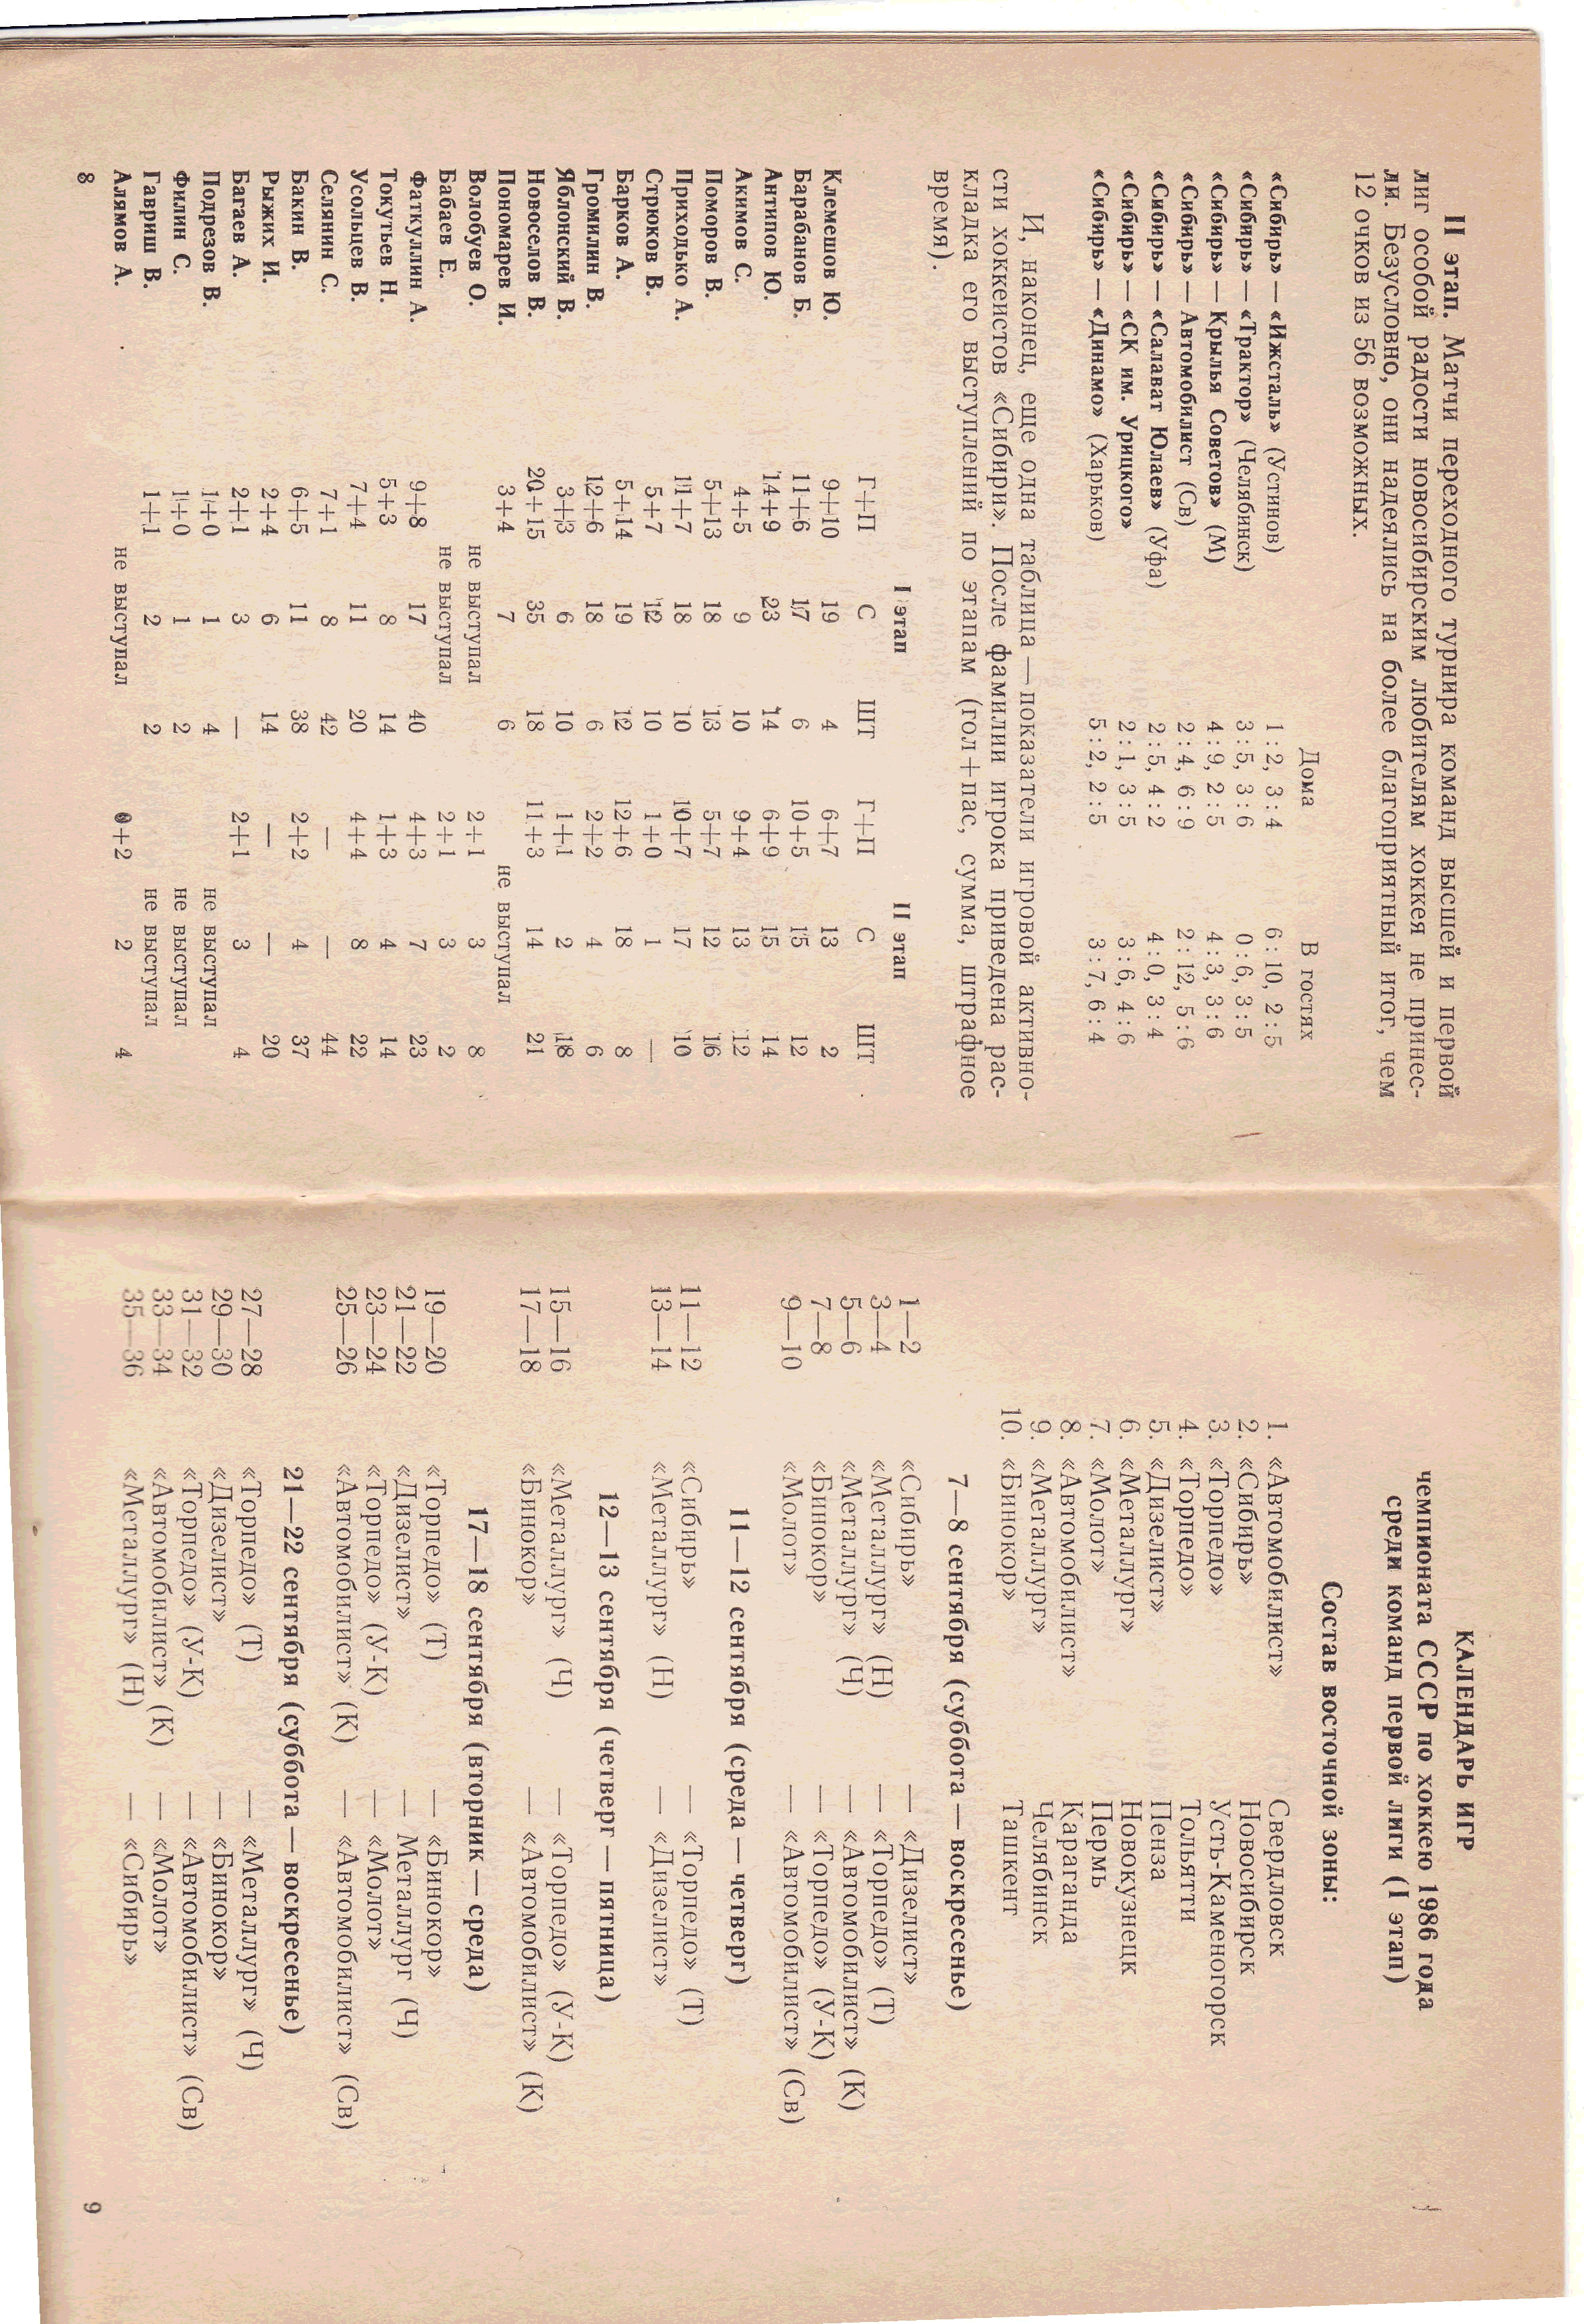 II этап. Матчи переходного турнира команд высшей и первой
лиг особой радости новосибирским любителям хоккея не принес-
ли. Безусловно, они надеялись на более благоприятный итог, чем
12 очков из 56 возможных.
Дома В гостях
«Сибирь» — «Ижсталь» (Устинов) 1 : 2, 3 : 4 6 : 10, 2 : 5
«Сибирь» — «Трактор» (Челябинск) 3 : 5, 3 : 6 0 : 6, 3 : 5
«Сибирь» — Крылья Советов» (М) 4 : 9, 2 : 5 4 : 3, 3 : 6
«Сибирь» — Автомобилист (Св) 2 : 4, 6 : 9 2 : 12, 5 : 6
«Сибирь» — «Салават Юлаев» (Уфа) 2 : 5, 4 : 2 4 : 0, 3 : 4
«Сибирь» — «СК им. Урицкого» 2 : 1, 3 : 5 3 : 6, 4 : 6
«Сибирь» — «Динамо» (Харьков) 5 : 2, 2 : 5 3 : 7, 6 : 4
И, наконец, еще одна таблица — показатели игровой активно-
сти хоккеистов «Сибири». После фамилии игрока приведена рас-
кладка его выступлений по этапам (гол+пас, сумма, штрафное
время).
I этап II этап
Г+П С ШТ Г+П С ШТ
Клемешов Ю. 9+10 19 4 6+7 13 2
Барабанов Б. 11+6 17 6 10+5 15 12
Антипов Ю. 14+9 23 14 6+9 15 14
Акимов С. 4+5 9 10 9+4 13 12
Поморов В. 5+13 18 13 5+7 12 16
Приходько А. 11+7 18 10 10+7 17 10
Стрюков В. 5+7 12 10 1+0 1 —
Барков А. 5+14 19 12 12+6 18 8
Громилин В. 12+6 18 6 2+2 4 6
Яблонский В. 3+3 6 10 1+1 2 18
Новоселов В. 20+15 35 18 11+3 14 21
Пономарев И. 3+4 7 6 не выступал
Волобуев О. не выступал 2+1 3 8
Бабаев Е. не выступал 2+1 3 2
Фаткуллин А. 9+8 17 40 4+3 7 23
Токутьев Н. 5+3 8 14 1+3 4 14
Усольцев В. 7+4 11 20 4+4 8 22
Селянин С. 7+1 8 42 — — 44
Бакин В. 6+5 11 38 2+2 4 37
Рыжих И. 2+4 6 14 — — 20
Багаев А. 2+1 3 — 2+1 3 4
Подрезов В. 1+0 1 4 не выступал
Филин С. 1+0 1 2 не выступал
Гавриш В. 1+1 2 2 не выступал
Алямов А. не выступал 0+2 2 4
8
КАЛЕНДАРЬ ИГР
чемпионата СССР по хоккею 1986 года
среди команд первой лиги (I этап)
Состав восточной зоны:
1. «Автомобилист» Свердловск
2. «Сибирь» Новосибирск
3. «Торпедо» Усть-Каменогорск
4. «Торпедо» Тольятти
5. «Дизелист» Пенза
6. «Металлург» Новокузнецк
7. «Молот» Пермь
8. «Автомобилист» Караганда
9. «Металлург» Челябинск
10. «Бинокор» Ташкент
7—8 сентября (суббота — воскресенье)
1—2 «Сибирь» — «Дизелист»
3—4 «Металлург» (Н) — «Торпедо» (Т)
5—6 «Металлург» (Ч) — «Автомобилист» (К)
7—8 «Бинокор» — «Торпедо» (У-К)
9—10 «Молот» — «Автомобилист» (Св)
11—12 сентября (среда — четверг)
11—12 «Сибирь» — «Торпедо» (Т)
13—14 «Металлург» (Н) — «Дизелист»
12—13 сентября (четверг — пятница)
15—16 «Металлург» (Ч) — «Торпедо» (У-К)
17—18 «Бинокор» — «Автомобилист» (К)
17—18 сентября (вторник — среда)
19—20 «Торпедо» (Т) — «Бинокор»
21—22 «Дизелист» — Металлург (Ч)
23—24 «Торпедо» (У-К) — «Молот»
25—26 «Автомобилист» (К) — «Автомобилист» (Св)
21—22 сентября (суббота — воскресенье)
27—28 «Торпедо» (Т) — «Металлург» (Ч)
29—30 «Дизелист» — «Бинокор»
31—32 «Торпедо» (У-К) — «Автомобилист» (Св)
33—34 «Автомобилист» (К) — «Молот»
35—36 «Металлург» (Н) — «Сибирь»
9